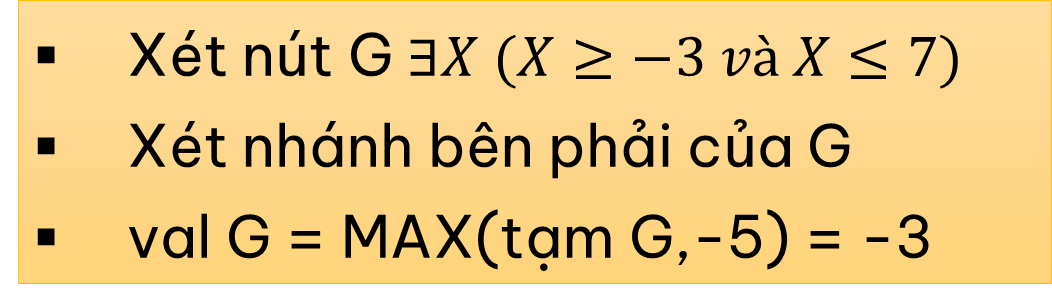 ▪ Xét nút G ∃X (X ≥ −3 và X ≤ 7)
▪ Xét nhánh bên phải của G
▪ val G = MAX(tạm G,-5) = -3